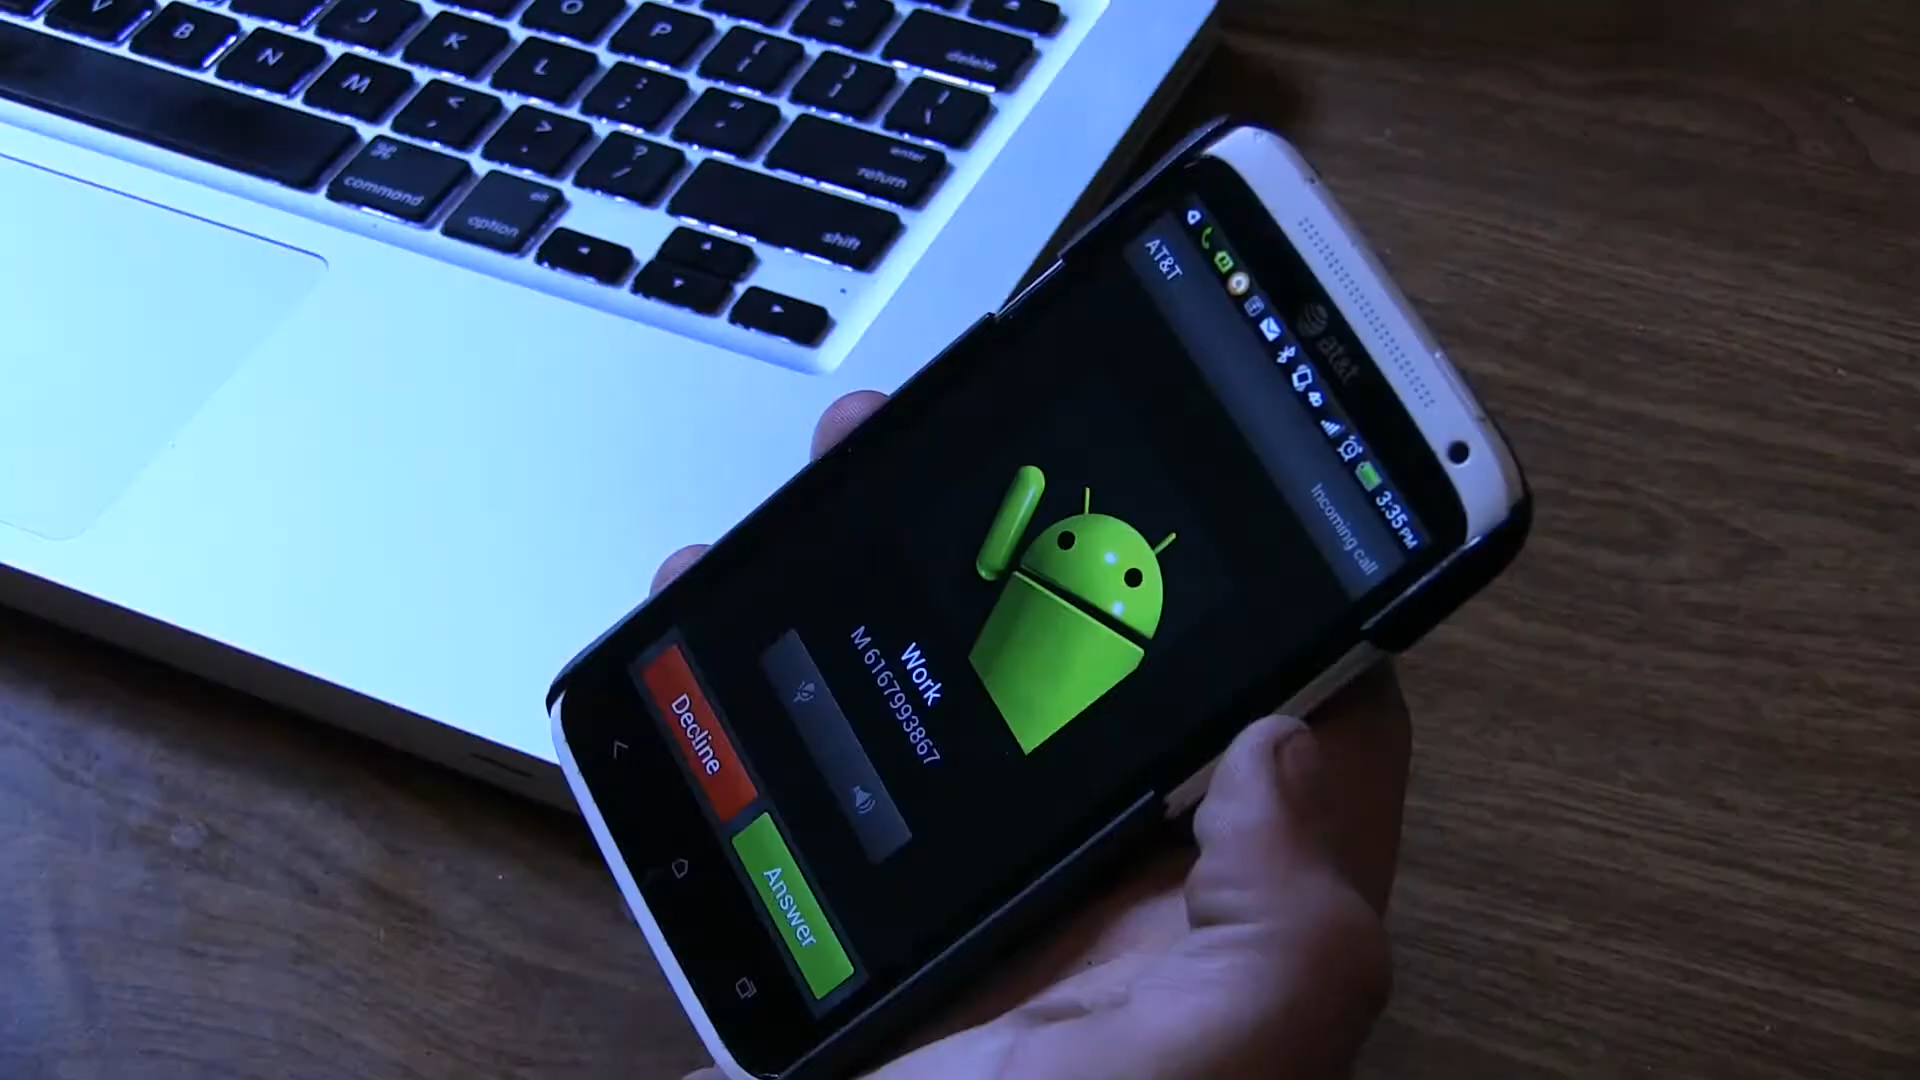 V
B
J
O
delete
N
K
P
{
[
M
L
:
;
}
]
|
\
<
,
"
'
enter
return
⌘
command
>
.
?
/
alt
option
shift
at&t
3:35 PM
AT&T
Incoming call
Work
M 6167993867
Decline
Answer